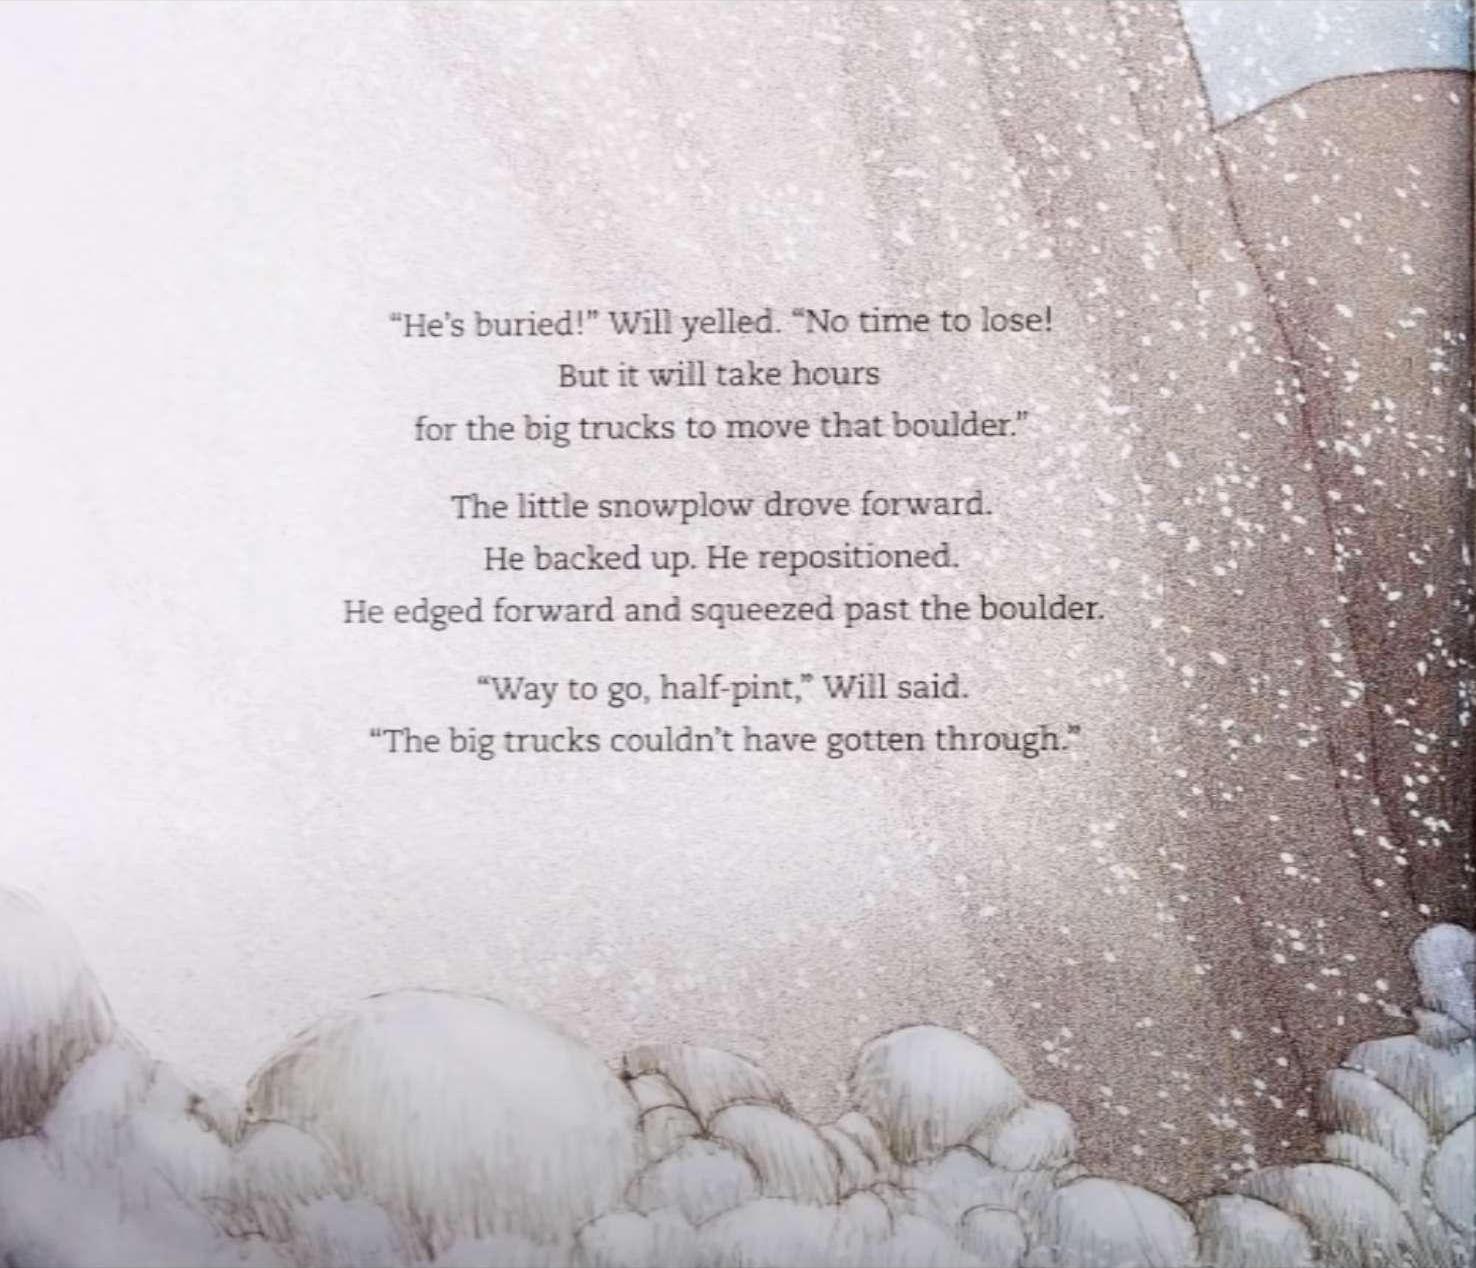 “He’s buried!” Will yelled. “No time to lose!
But it will take hours
for the big trucks to move that boulder.”
The little snowplow drove forward.
He backed up. He repositioned.
He edged forward and squeezed past the boulder.
“Way to go, half-pint,” Will said.
“The big trucks couldn’t have gotten through.”